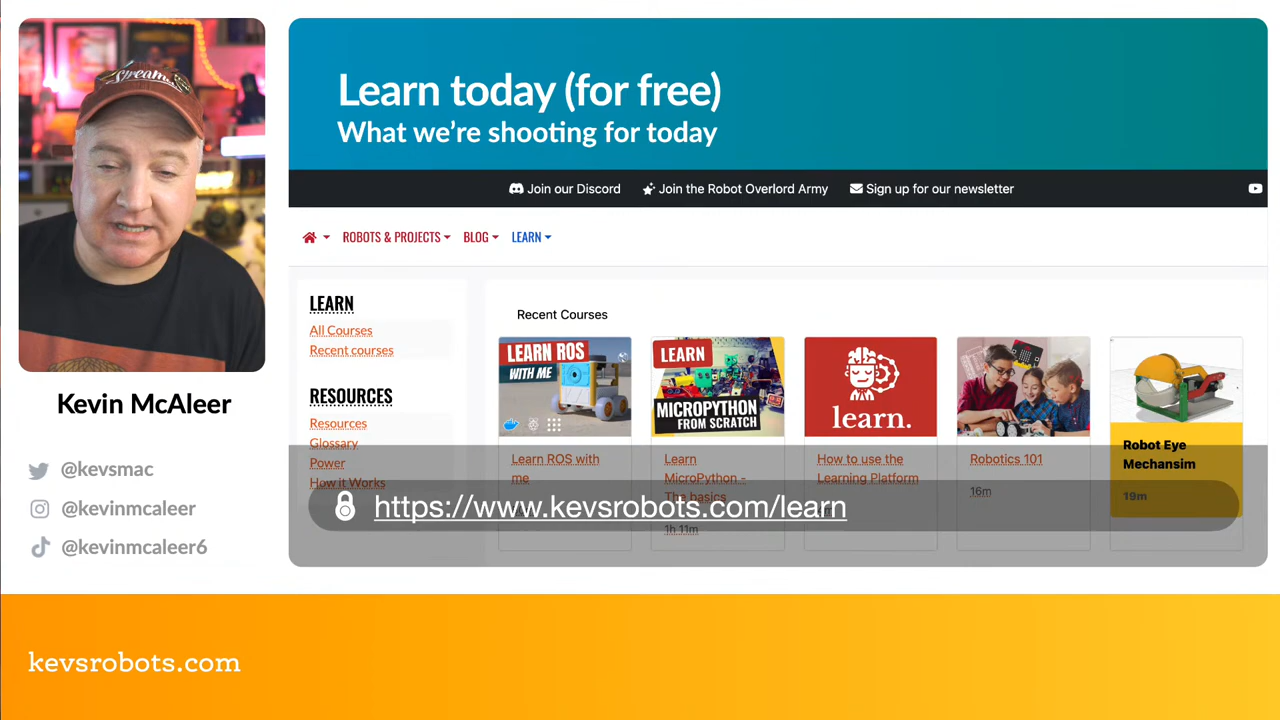 Streams
Kevin McAleer
@kevsmac
@kevinmcaleer
@kevinmcaleer6
Learn today (for free)
What we're shooting for today
Join our Discord
Join the Robot Overlord Army
Sign up for our newsletter
ROBOTS & PROJECTS
BLOG
LEARN
LEARN
All Courses
Recent courses
RESOURCES
Resources
Glossary
Power
How it Works
Recent Courses
LEARN ROS
WITH ME
Learn ROS with
me
LEARN
MICROPYTHON
FROM SCRATCH
Learn
MicroPython -
The basics
1h 11m
learn.
How to use the
Learning Platform
Robotics 101
16m
Robot Eye
Mechansim
19m
https://www.kevsrobots.com/learn
kevsrobots.com